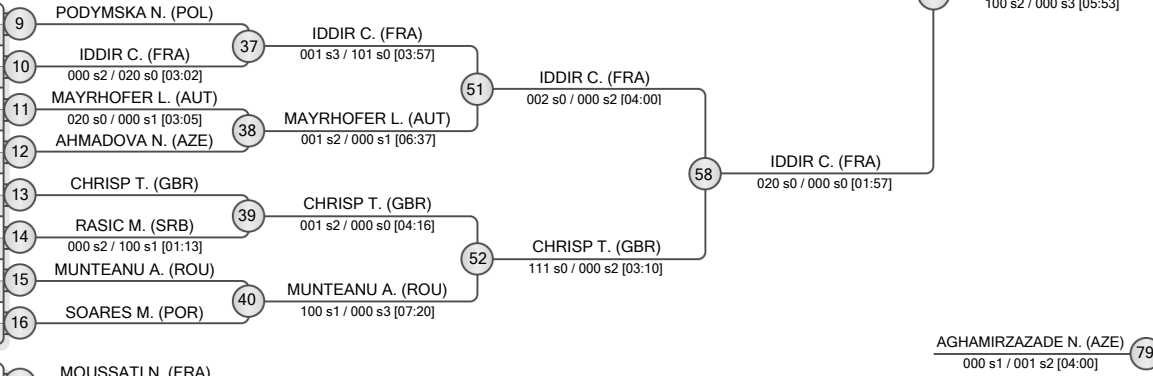 100 s2 / 000 s3 [05:53]
9
PODYMSKA N. (POL)
37
IDDIR C. (FRA)
001 s3 / 101 s0 [03:57]
10
IDDIR C. (FRA)
000 s2 / 020 s0 [03:02]
51
IDDIR C. (FRA)
002 s0 / 000 s2 [04:00]
11
MAYRHOFER L. (AUT)
020 s0 / 000 s1 [03:05]
38
MAYRHOFER L. (AUT)
001 s2 / 000 s1 [06:37]
12
AHMADOVA N. (AZE)
58
IDDIR C. (FRA)
020 s0 / 000 s0 [01:57]
13
CHRISP T. (GBR)
39
CHRISP T. (GBR)
001 s2 / 000 s0 [04:16]
14
RASIC M. (SRB)
000 s2 / 100 s1 [01:13]
52
CHRISP T. (GBR)
111 s0 / 000 s2 [03:10]
15
MUNTEANU A. (ROU)
40
MUNTEANU A. (ROU)
100 s1 / 000 s3 [07:20]
16
SOARES M. (POR)
AGHAMIRZAZADE N. (AZE)
79
000 s1 / 001 s2 [04:00]
MOUSSATI N. (FRA)